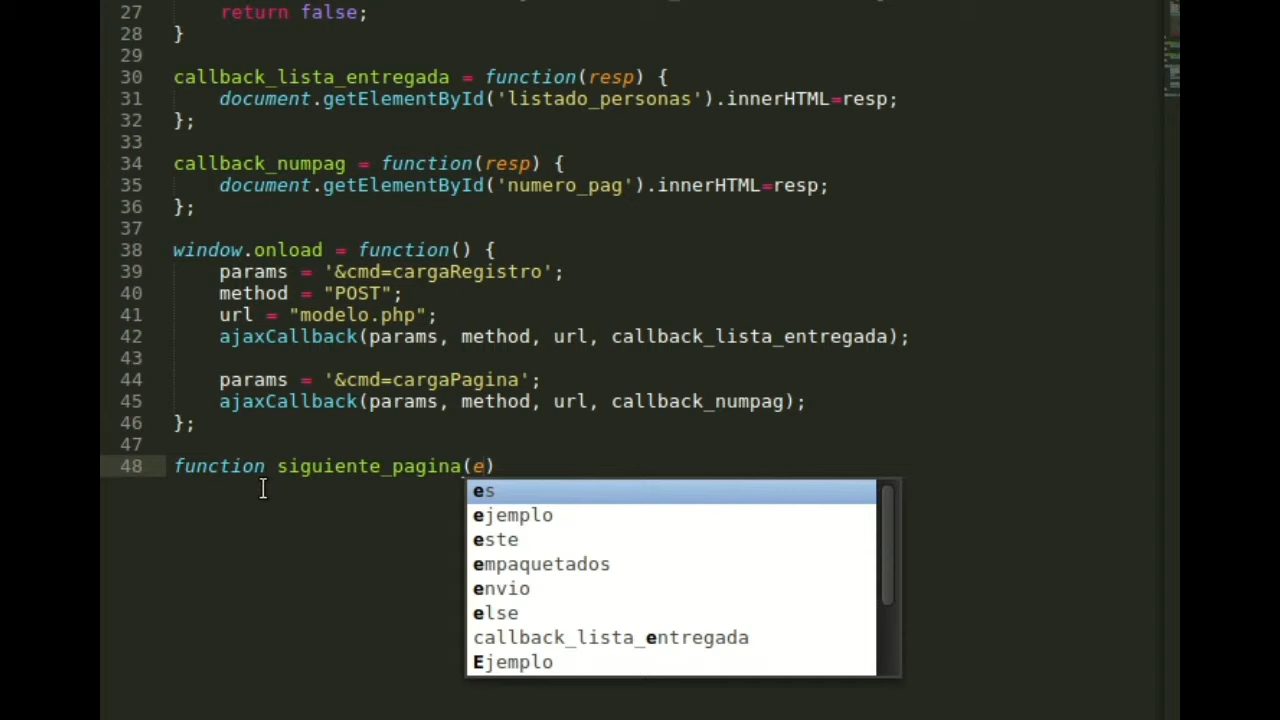 27 return false;
28 }
29
30 callback_lista_entregada = function(resp) {
31 document.getElementById('listado_personas').innerHTML=resp;
32 };
33
34 callback_numpag = function(resp) {
35 document.getElementById('numero_pag').innerHTML=resp;
36 };
37
38 window.onload = function() {
39 params = '&cmd=cargaRegistro';
40 method = "POST";
41 url = "modelo.php";
42 ajaxCallback(params, method, url, callback_lista_entregada);
43
44 params = '&cmd=cargaPagina';
45 ajaxCallback(params, method, url, callback_numpag);
46 };
47
48 function siguiente_pagina(e)
es
ejemplo
este
empaquetados
envio
else
callback_lista_entregada
Ejemplo